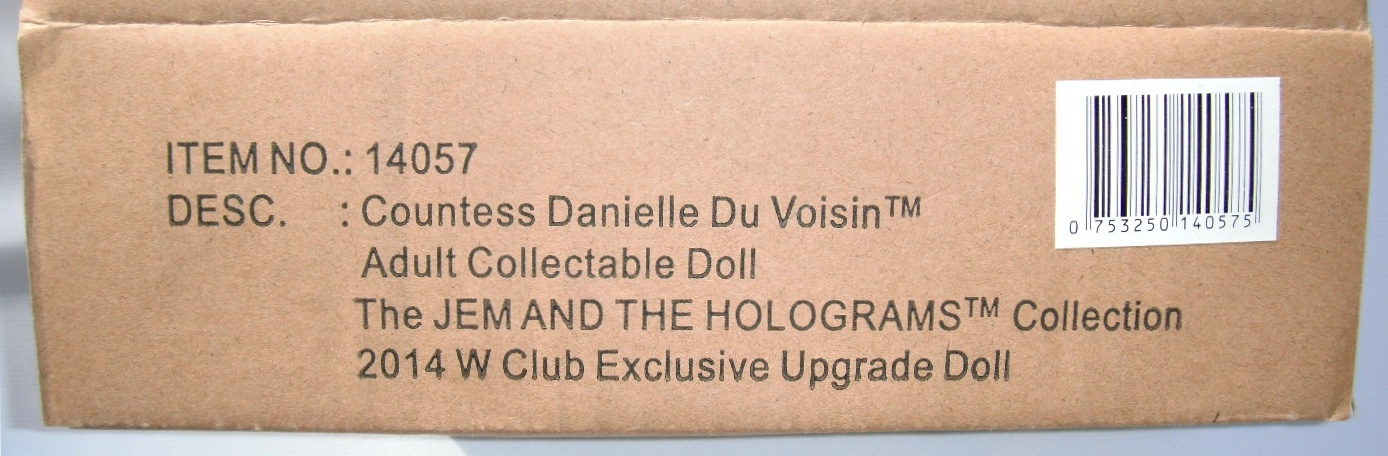 ITEM NO.: 14057
DESC. : Countess Danielle Du Voisin™
Adult Collectable Doll
The JEM AND THE HOLOGRAMS™ Collection
2014 W Club Exclusive Upgrade Doll
0 753250 140575